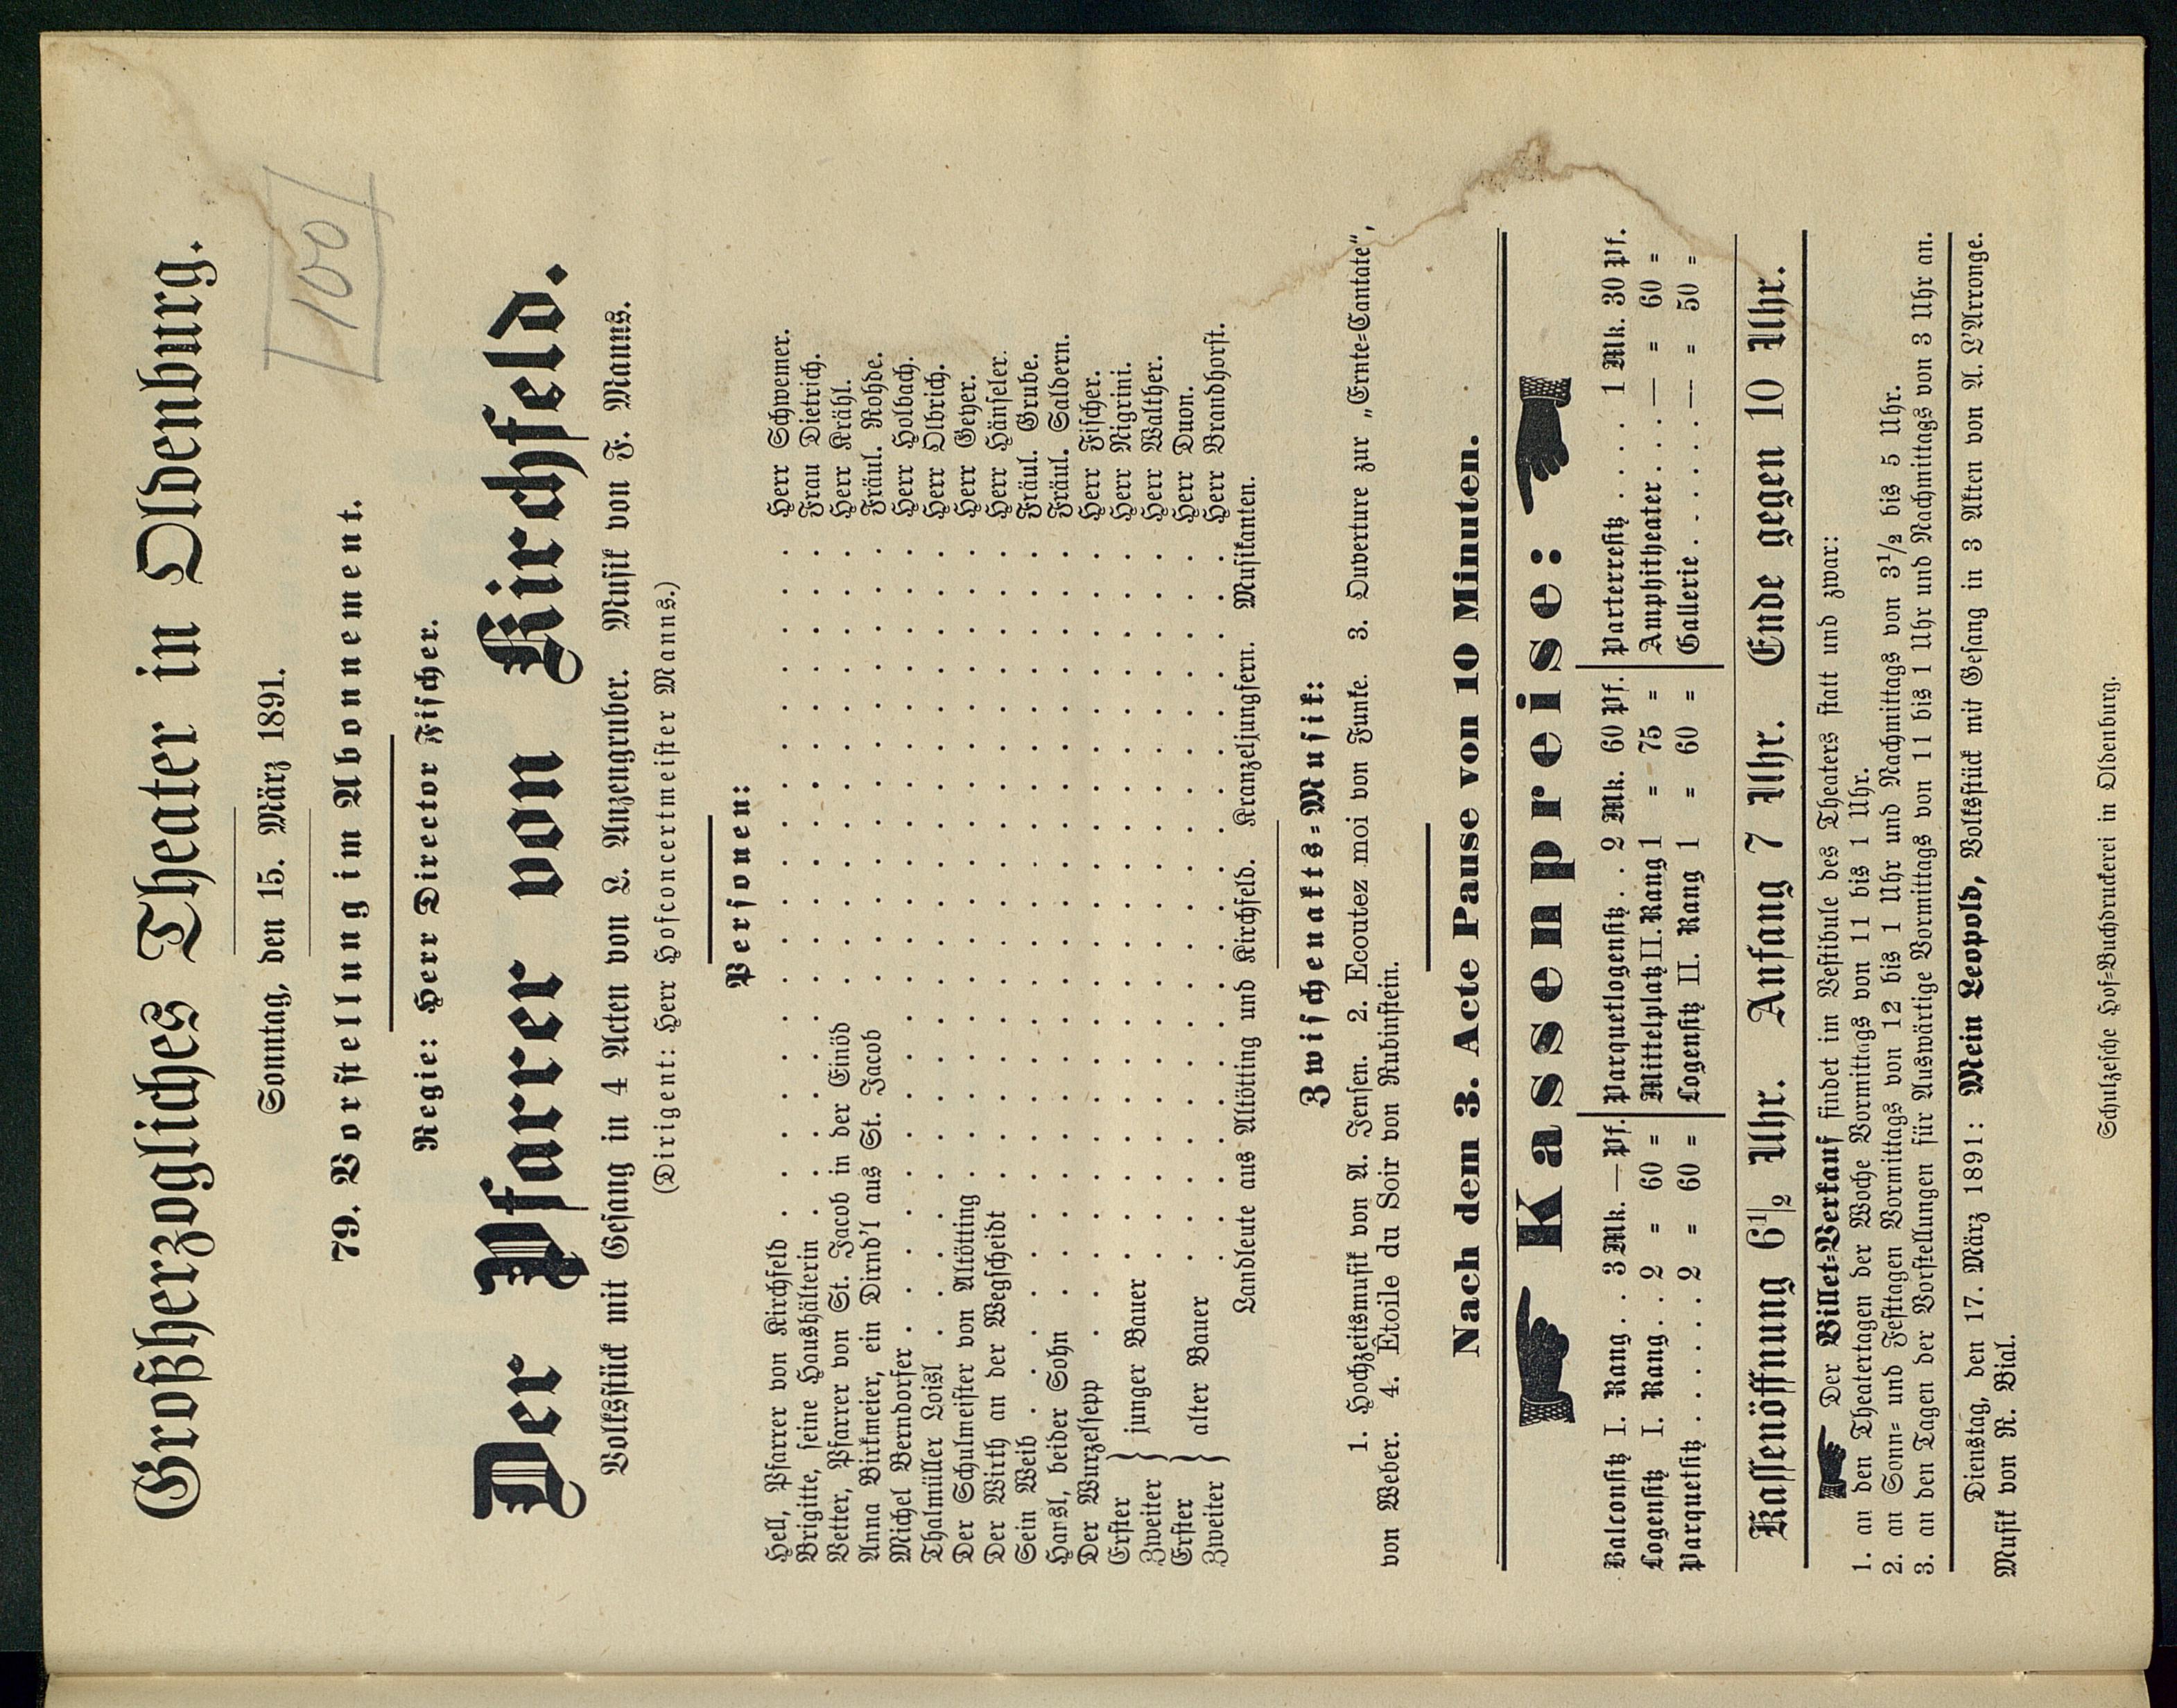 Großherzogliches Theater in Oldenburg.
100
Sonntag, den 15. März 1891.
79. Vorstellung im Abonnement.
Regie: Herr Director Fischer.
Der Pfarrer von Kirchfeld.
Volksstück mit Gesang in 4 Acten von L. Anzengruber. Musik von F. Manns.
(Dirigent: Herr Hofconcertmeister Manns.)
Personen:
Hell, Pfarrer von Kirchfeld . . . . . . . . . . Herr Schwemer.
Brigitte, seine Haushälterin . . . . . . . . . . Frau Dietrich.
Vetter, Pfarrer von St. Jacob in der Einöd . . . . . . . Herr Krähl.
Anna Birkmeier, ein Dirnd'l aus St. Jacob . . . . . . . Fräul. Rohde.
Michel Berndorfer . . . . . . . . . . . . Herr Holbach.
Thalmüller Loisl . . . . . . . . . . . . Herr Olbrich.
Der Schulmeister von Altötting . . . . . . . . . . Herr Geyer.
Der Wirth an der Wegscheidt . . . . . . . . . . Herr Hänseler.
Sein Weib . . . . . . . . . . . . . Fräul. Grube.
Hansl, beider Sohn . . . . . . . . . . . . Fräul. Saldern.
Der Wurzelsepp . . . . . . . . . . . . Herr Fischer.
Erster } junger Bauer . . . . . . . . . . Herr Nigrini.
Zweiter . . . . . . . . . . Herr Walther.
Erster } alter Bauer . . . . . . . . . . Herr Duon.
Zweiter . . . . . . . . . . Herr Brandhorst.
Landleute aus Altötting und Kirchfeld. Kranzeljungfern. Musikanten.
Zwischenakts=Musik:
1. Hochzeitsmusik von A. Jensen. 2. Ecoutez moi von Funke. 3. Ouverture zur „Ernte=Cantate“,
von Weber. 4. Êtoile du Soir von Rubinstein.
Nach dem 3. Acte Pause von 10 Minuten.
Kassenpreise:
Balconsitz I. Rang . . 3 Mk. — Pf. Parquetlogensitz . . 2 Mk. 60 Pf. Parterresitz . . . . 1 Mk. 30 Pf.
Logensitz I. Rang . . 2 = 60 = Mittelplatz II. Rang 1 = 75 = Amphitheater . . . — = 60 =
Parquetsitz . . . . . 2 = 60 = Logensitz II. Rang 1 = 60 = Gallerie . . . . . — = 50 =
Kassenöffnung 6½ Uhr. Anfang 7 Uhr. Ende gegen 10 Uhr.
Der Billet=Verkauf findet im Vestibule des Theaters statt und zwar:
1. an den Theatertagen der Woche Vormittags von 11 bis 1 Uhr.
2. an Sonn= und Festtagen Vormittags von 12 bis 1 Uhr und Nachmittags von 3½ bis 5 Uhr.
3. an den Tagen der Vorstellungen für Auswärtige Vormittags von 11 bis 1 Uhr und Nachmittags von 3 Uhr an.
Dienstag, den 17. März 1891: Mein Leopold, Volksstück mit Gesang in 3 Akten von A. L'Arronge.
Musik von R. Bial.
Schulzesche Hof=Buchdruckerei in Oldenburg.